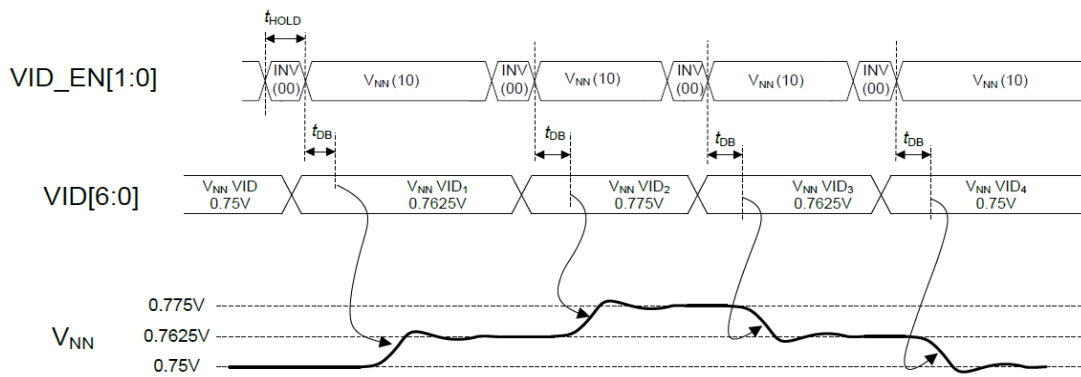 tHOLD
VID_EN[1:0]
INV
(00)
VNN (10)
INV
(00)
VNN (10)
INV
(00)
VNN (10)
INV
(00)
VNN (10)
tDB
tDB
tDB
tDB
VID[6:0]
VNN VID
0.75V
VNN VID1
0.7625V
VNN VID2
0.775V
VNN VID3
0.7625V
VNN VID4
0.75V
VNN
0.775V
0.7625V
0.75V